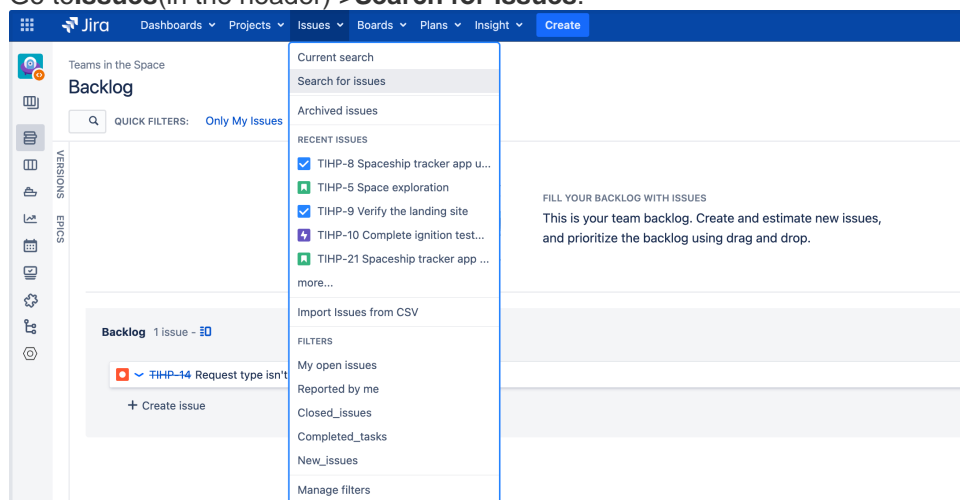 Go to Issues(in the header) > Search for issues.
Jira Dashboards Projects Issues Boards Plans Insight Create
Teams in the Space
Backlog
QUICK FILTERS: Only My Issues
VERSIONS
EPICS
Current search
Search for issues
Archived issues
RECENT ISSUES
TIHP-8 Spaceship tracker app u...
TIHP-5 Space exploration
TIHP-9 Verify the landing site
TIHP-10 Complete ignition test...
TIHP-21 Spaceship tracker app ...
more...
Import Issues from CSV
FILTERS
My open issues
Reported by me
Closed_issues
Completed_tasks
New_issues
Manage filters
FILL YOUR BACKLOG WITH ISSUES
This is your team backlog. Create and estimate new issues,
and prioritize the backlog using drag and drop.
Backlog 1 issue -
TIHP-14 Request type isn't
+ Create issue